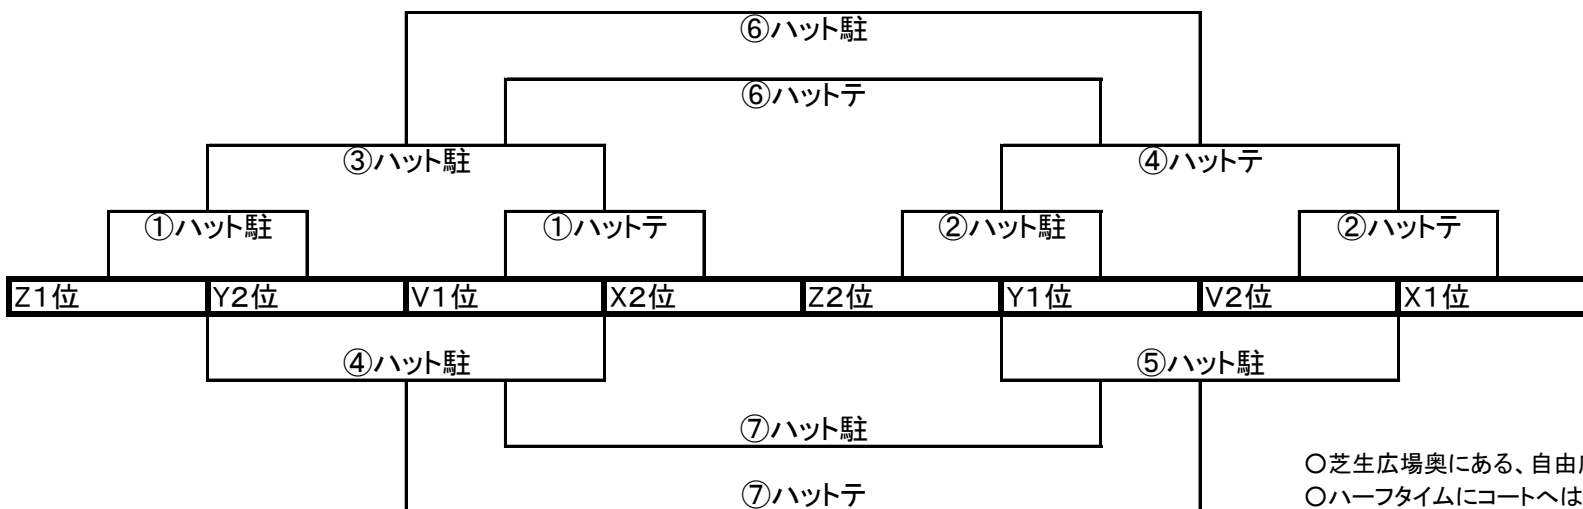 ⑥ハット駐
⑥ハットテ
③ハット駐
④ハットテ
①ハット駐
①ハットテ
②ハット駐
②ハットテ
Z1位
Y2位
V1位
X2位
Z2位
Y1位
V2位
X1位
④ハット駐
⑤ハット駐
⑦ハット駐
⑦ハットテ
○芝生広場奥にある、自由
○ハーフタイムにコートへは